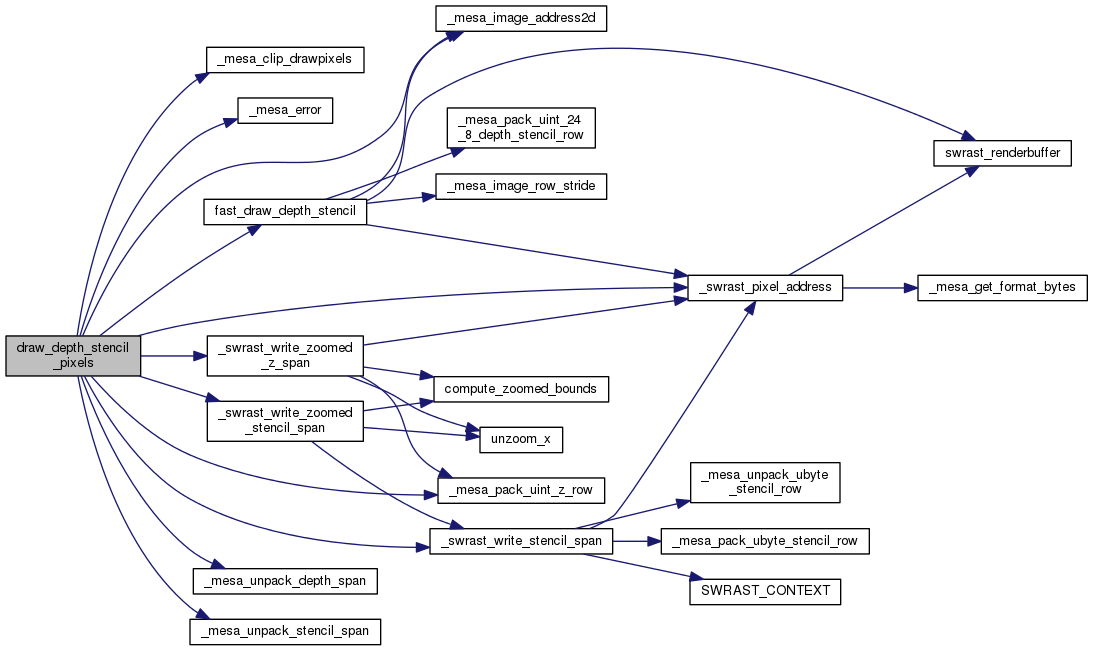 _mesa_image_address2d
_mesa_clip_drawpixels
_mesa_error
_mesa_pack_uint_24
_8_depth_stencil_row
swrast_renderbuffer
_mesa_image_row_stride
fast_draw_depth_stencil
_swrast_pixel_address
_mesa_get_format_bytes
draw_depth_stencil
_pixels
_swrast_write_zoomed
_z_span
compute_zoomed_bounds
_swrast_write_zoomed
_stencil_span
unzoom_x
_mesa_pack_uint_z_row
_mesa_unpack_ubyte
_stencil_row
_swrast_write_stencil_span
_mesa_pack_ubyte_stencil_row
_mesa_unpack_depth_span
SWRAST_CONTEXT
_mesa_unpack_stencil_span